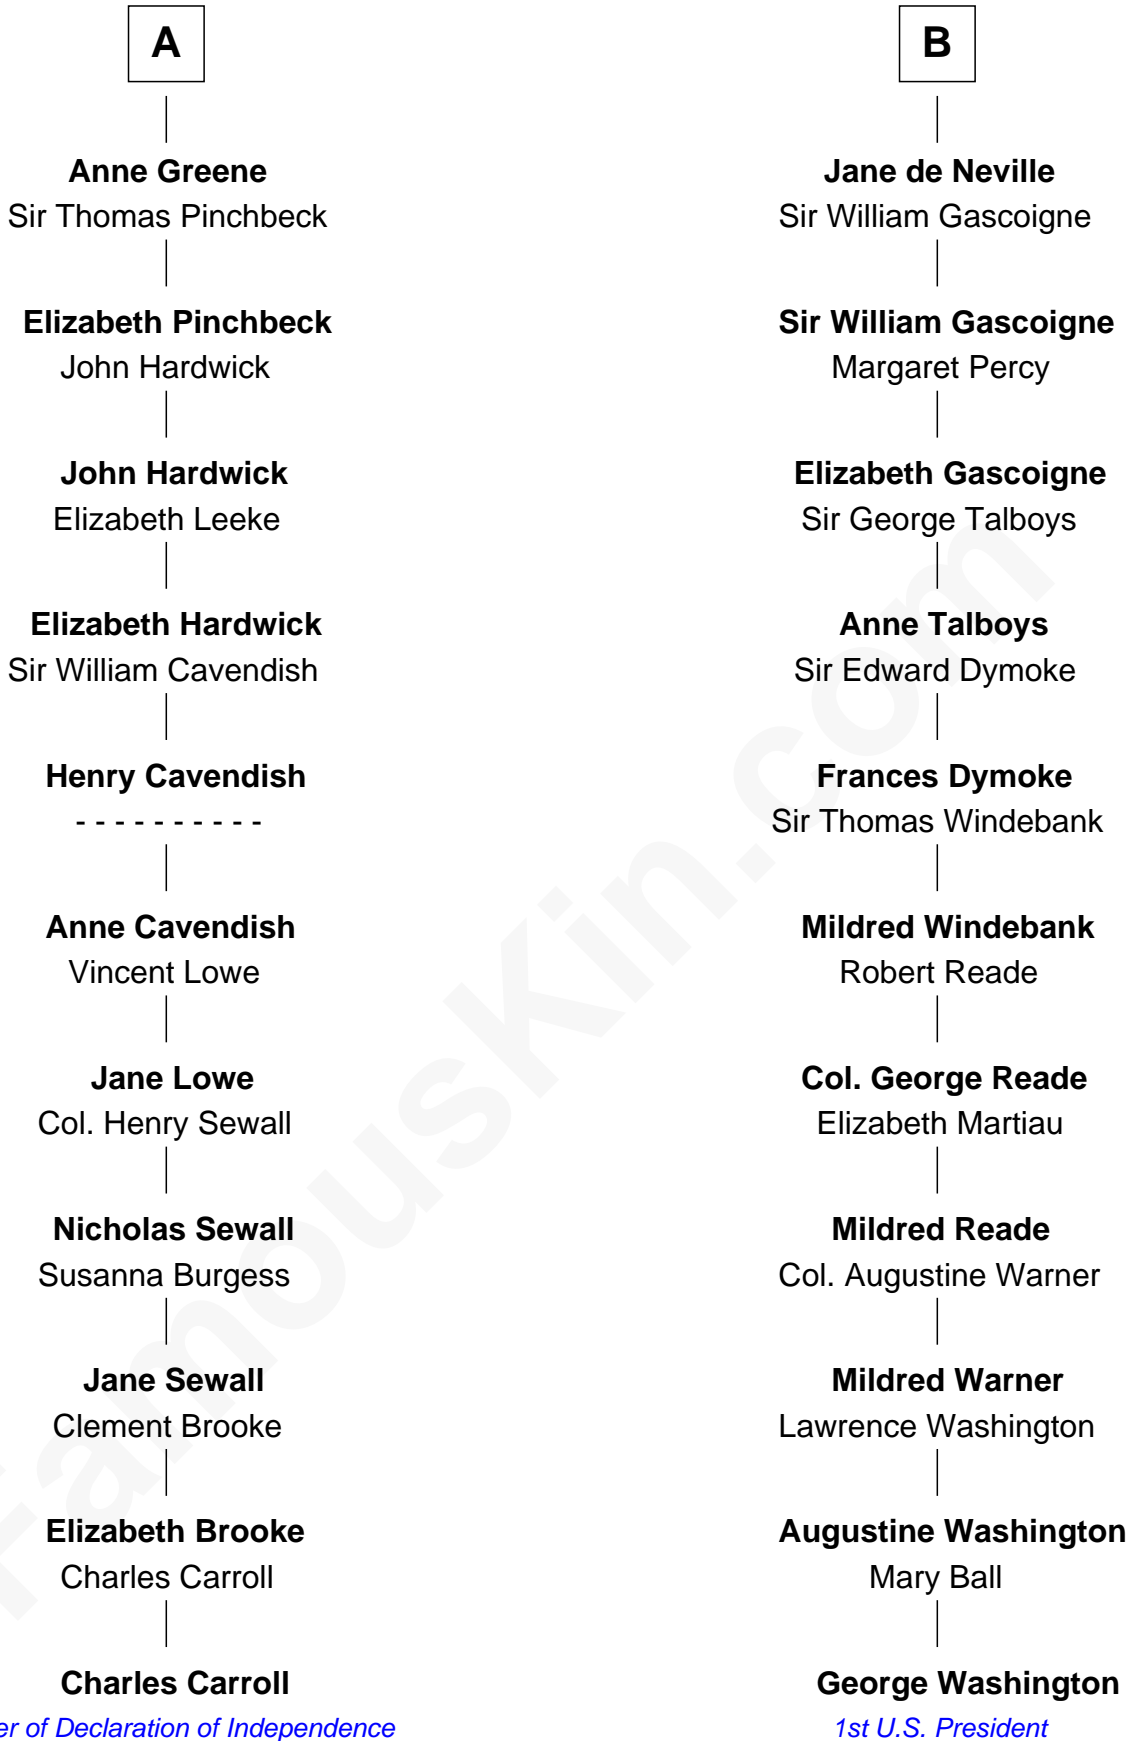 A
Anne Greene
Sir Thomas Pinchbeck
Elizabeth Pinchbeck
John Hardwick
John Hardwick
Elizabeth Leeke
Elizabeth Hardwick
Sir William Cavendish
Henry Cavendish
- - - - - - - - - -
Anne Cavendish
Vincent Lowe
Jane Lowe
Col. Henry Sewall
Nicholas Sewall
Susanna Burgess
Jane Sewall
Clement Brooke
Elizabeth Brooke
Charles Carroll
Charles Carroll
er of Declaration of Independence
B
Jane de Neville
Sir William Gascoigne
Sir William Gascoigne
Margaret Percy
Elizabeth Gascoigne
Sir George Talboys
Anne Talboys
Sir Edward Dymoke
Frances Dymoke
Sir Thomas Windebank
Mildred Windebank
Robert Reade
Col. George Reade
Elizabeth Martiau
Mildred Reade
Col. Augustine Warner
Mildred Warner
Lawrence Washington
Augustine Washington
Mary Ball
George Washington
1st U.S. President
FamousKin.com